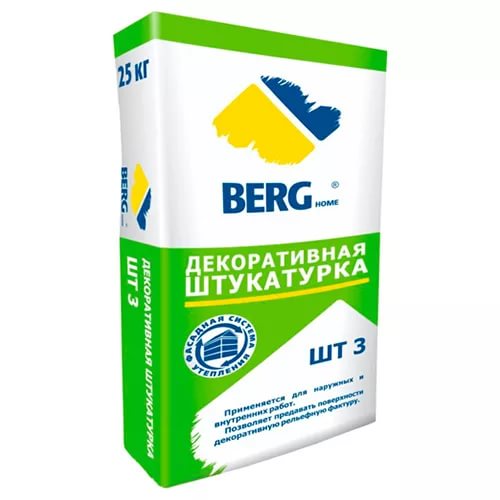 25 КГ
BERG
ДЕКОРАТИВНАЯ ШТУКАТУРКА
ШТ 3
BERG ®
HOME
ДЕКОРАТИВНАЯ
ШТУКАТУРКА
ФАСАДНАЯ СИСТЕМА
УТЕПЛЕНИЯ
ШТ 3
Применяется для наружных и
внутренних работ.
Позволяет предавать поверхности
декоративную рельефную фактуру.